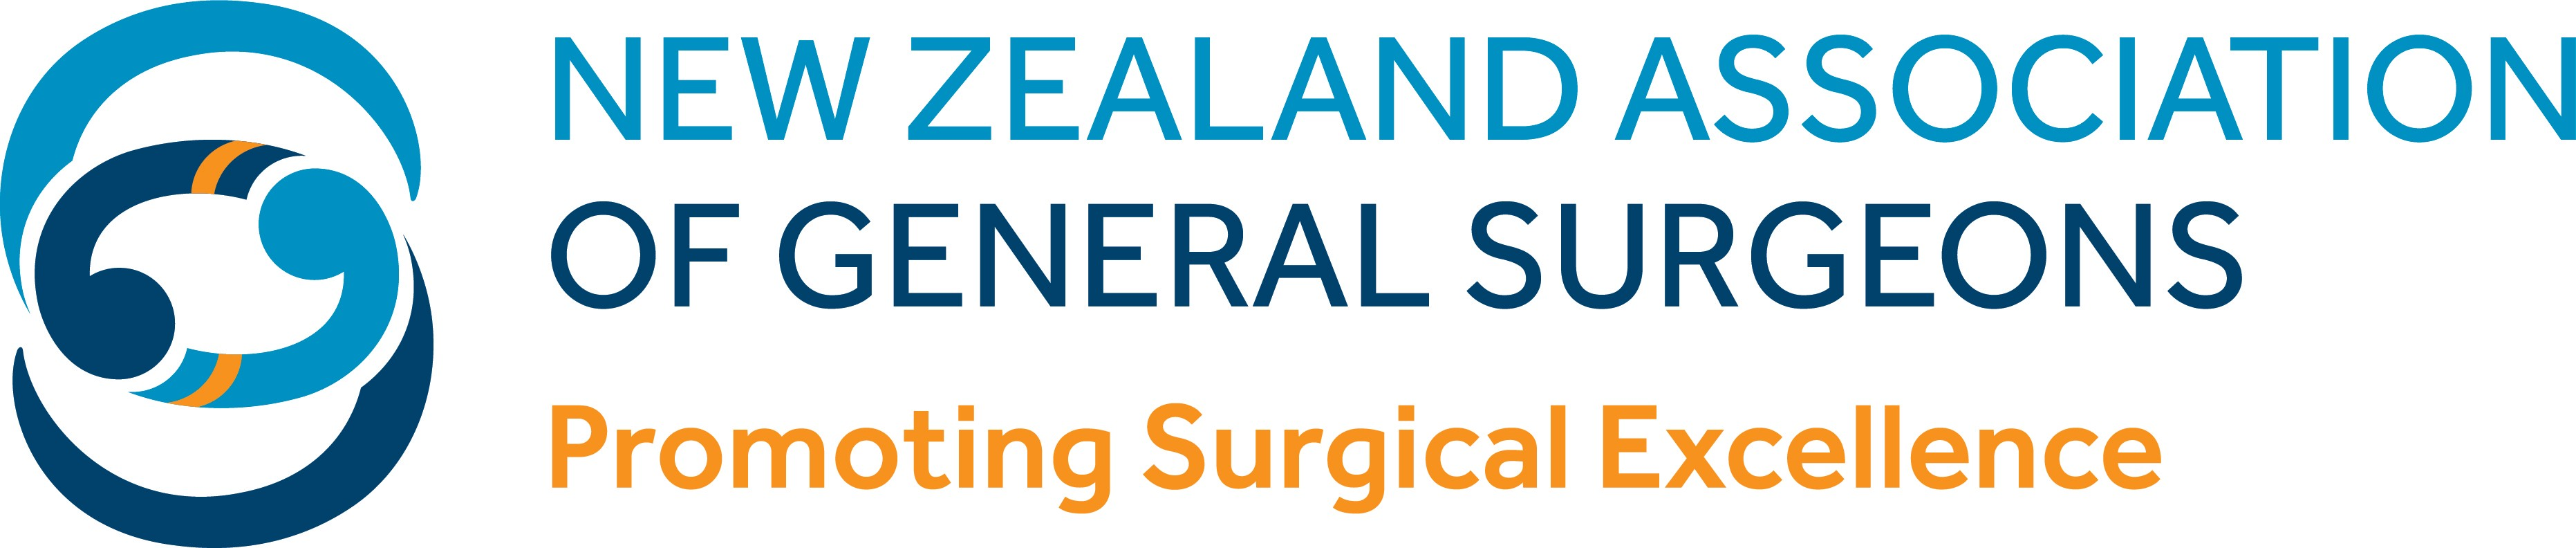 NEW ZEALAND ASSOCIATION
OF GENERAL SURGEONS
Promoting Surgical Excellence